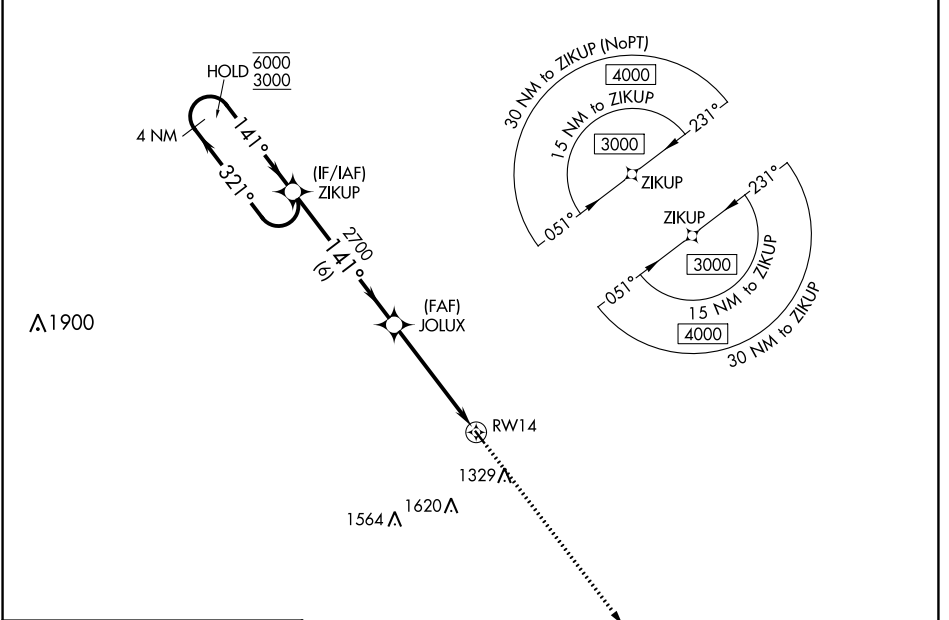 HOLD 6000
3000
4 NM
141°
321°
(IF/IAF)
ZIKUP
2700
141°
(6)
(FAF)
JOLUX
RW14
1900
1329
1620
1564
30 NM to ZIKUP (NoPT)
4000
15 NM to ZIKUP
3000
231°
051°
ZIKUP
ZIKUP
231°
051°
3000
15 NM to ZIKUP
4000
30 NM to ZIKUP